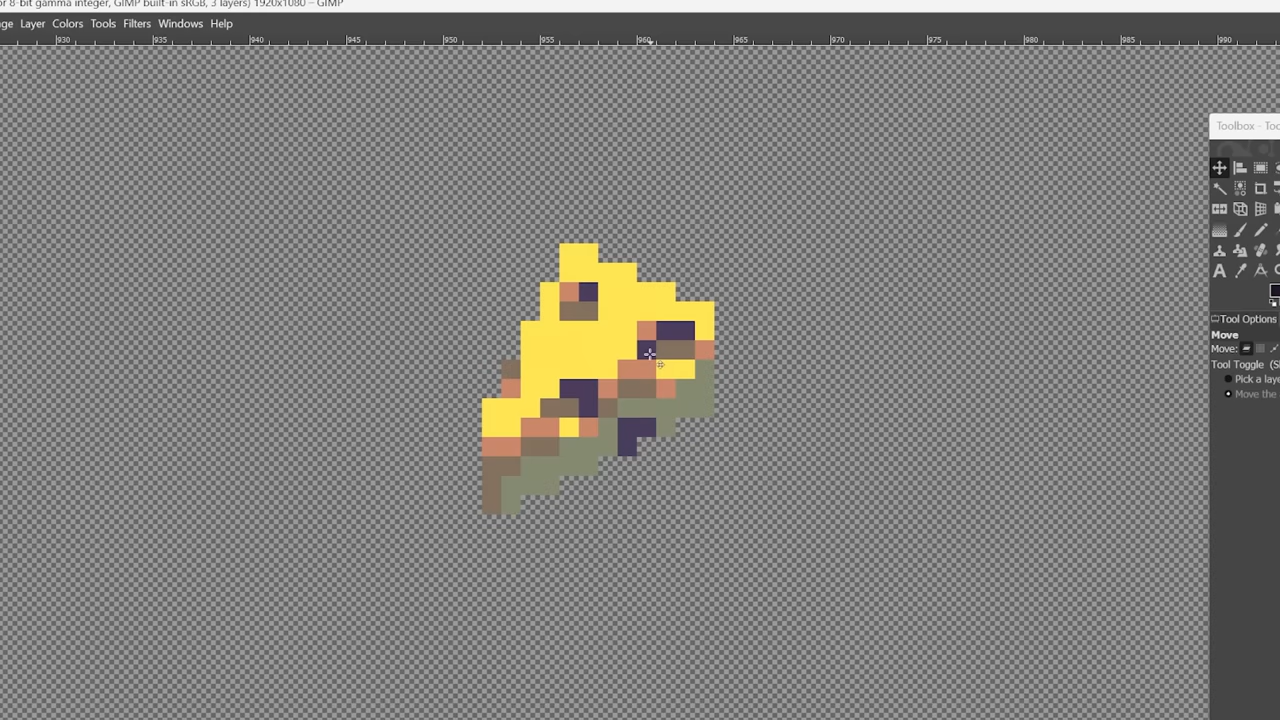 or 8-bit gamma integer, GIMP built-in sRGB, 3 layers) 1920x1080 – GIMP
ge Layer Colors Tools Filters Windows Help
930 935 940 945 950 955 960 965 970 975 980 985 990
Toolbox - Too
Tool Options
Move
Move:
Tool Toggle (S
Pick a laye
Move the